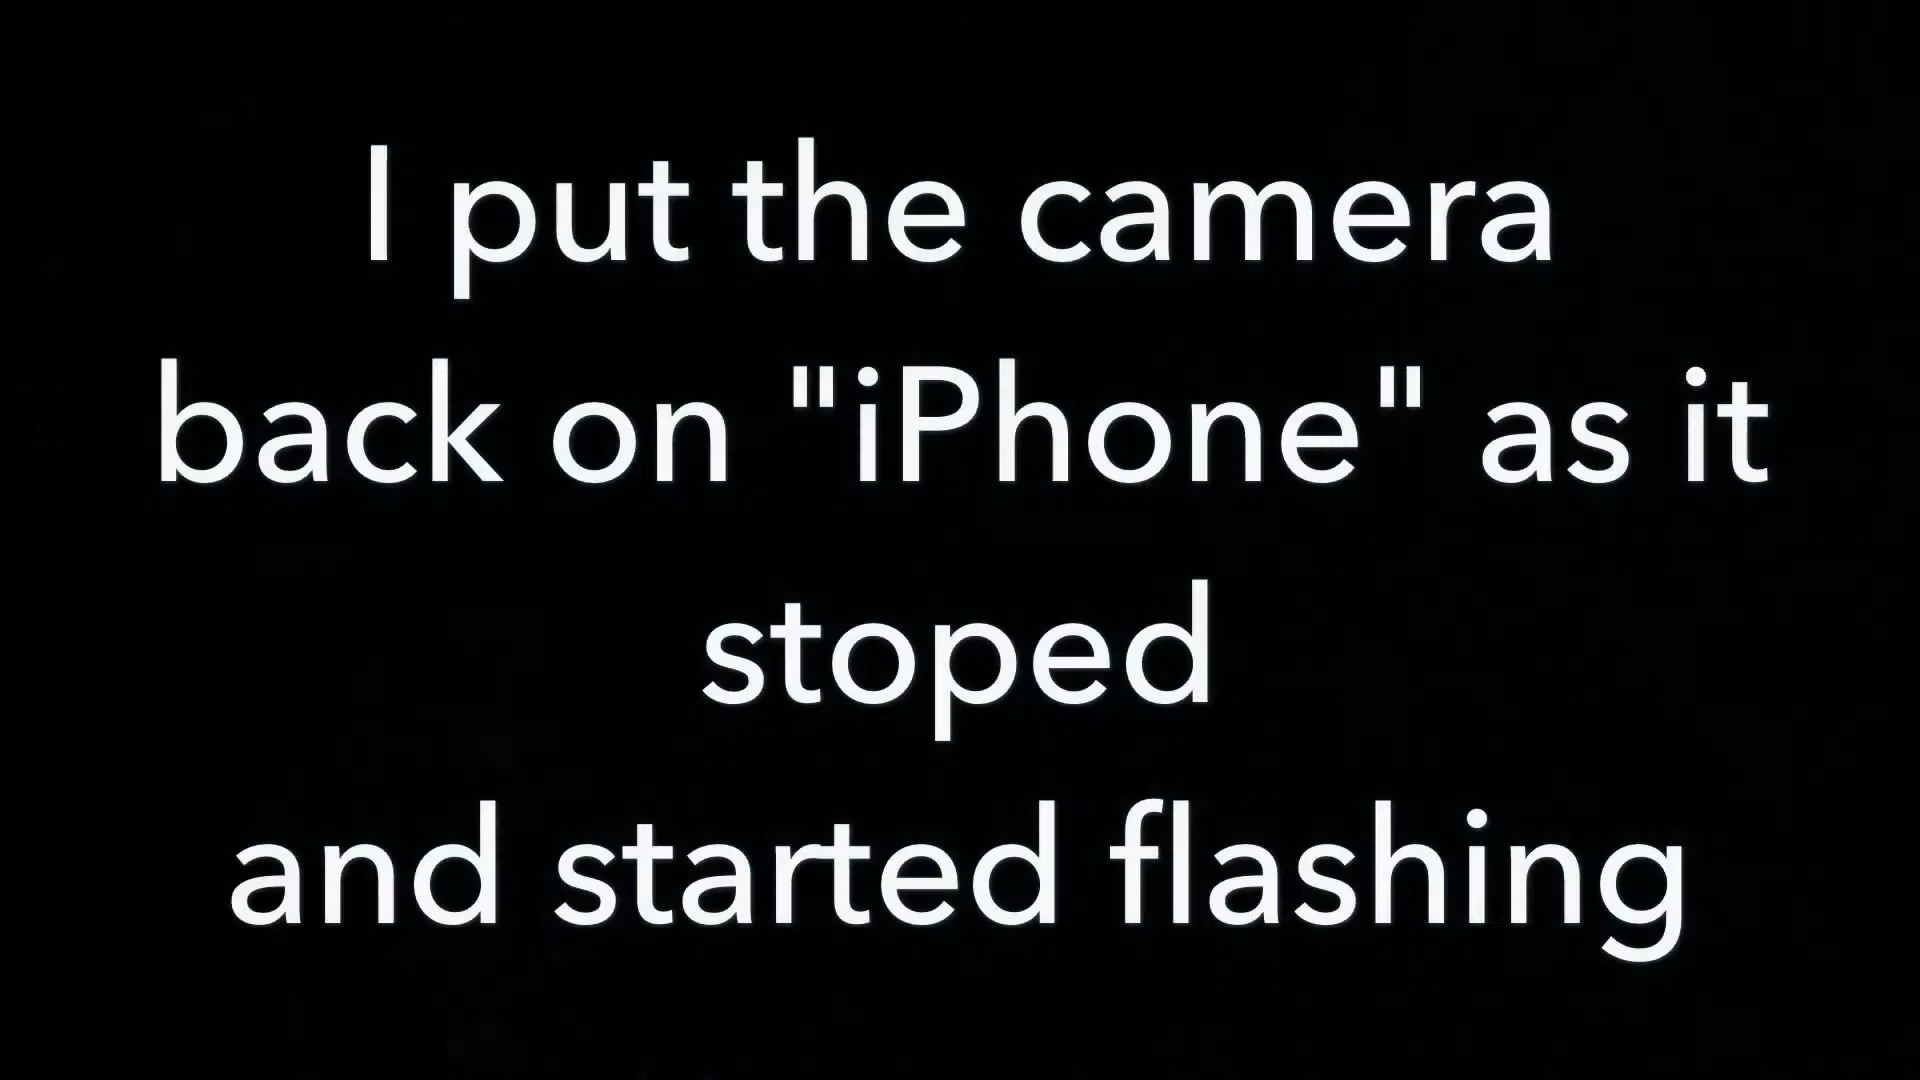 I put the camera
back on "iPhone" as it
stoped
and started flashing